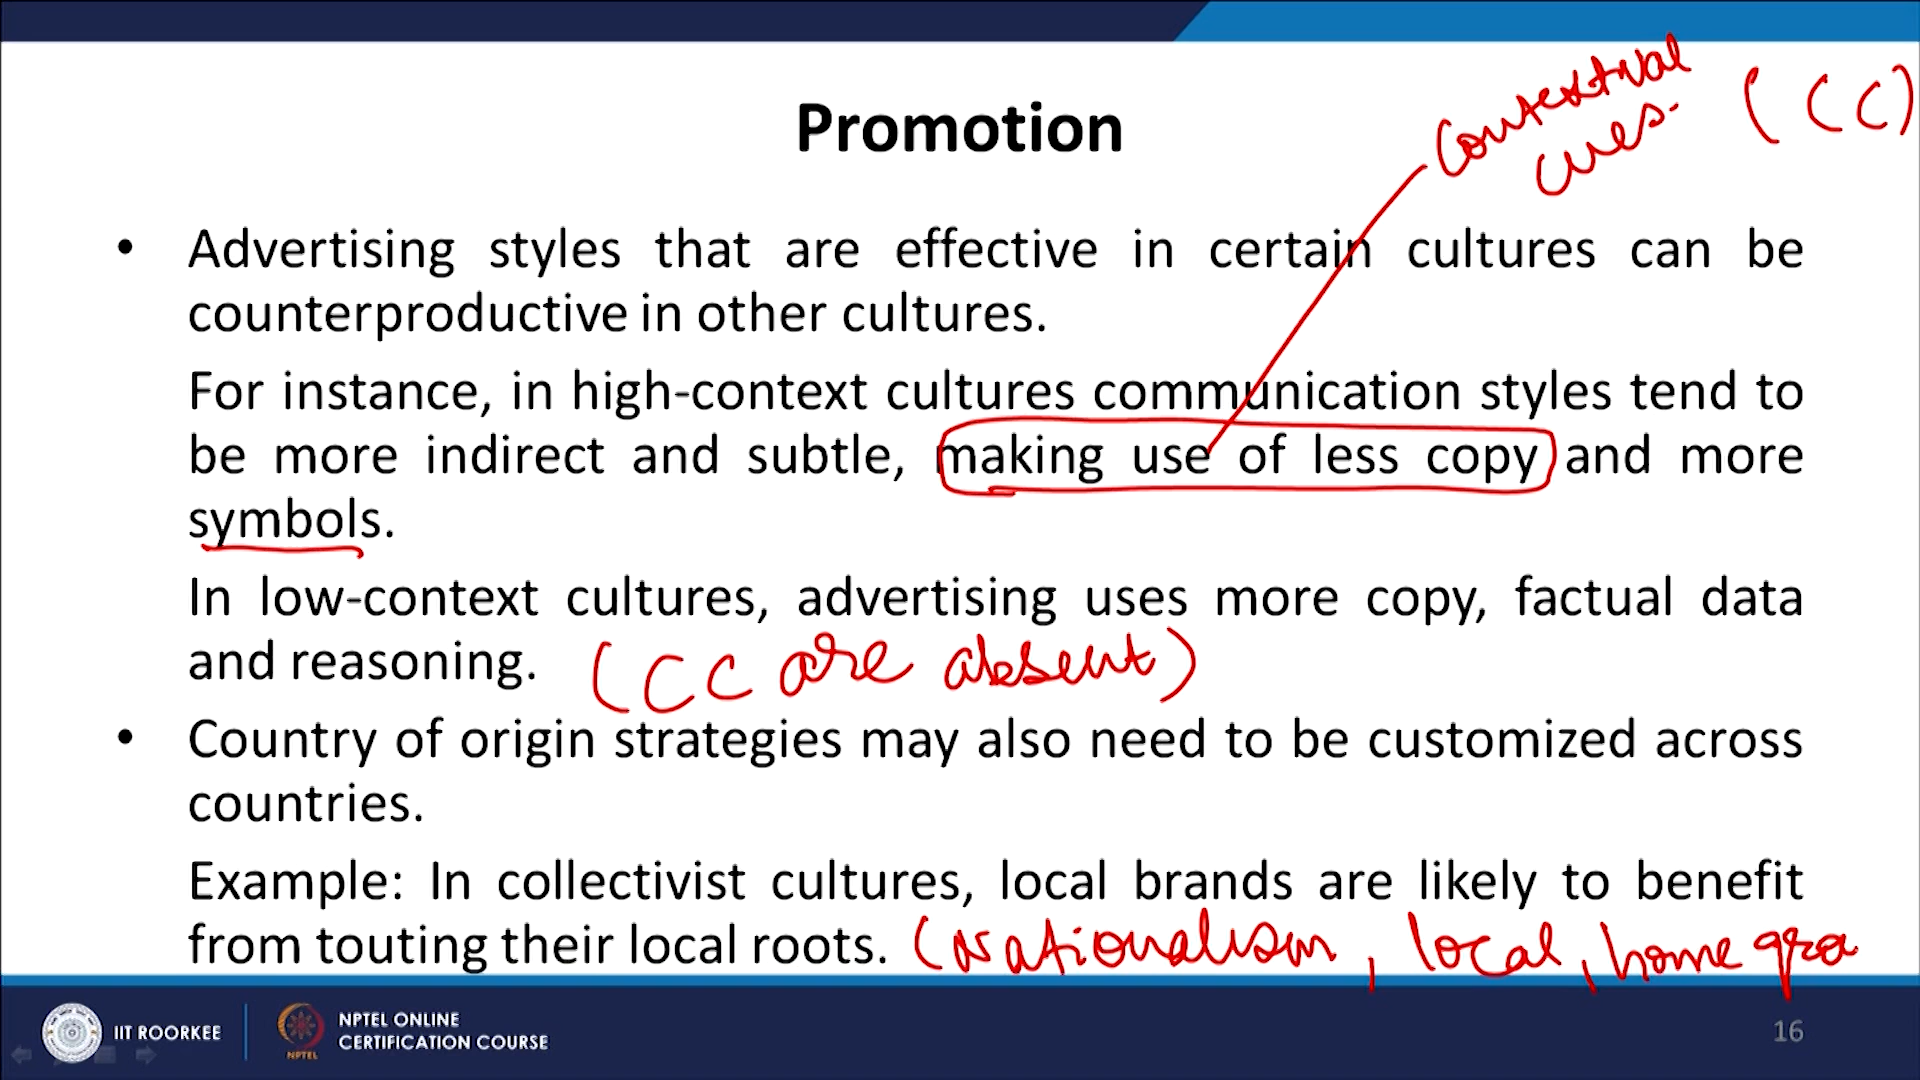 Contextual
cues. (CC)
Promotion
• Advertising styles that are effective in certain cultures can be
counterproductive in other cultures.
For instance, in high-context cultures communication styles tend to
be more indirect and subtle, making use of less copy and more
symbols.
In low-context cultures, advertising uses more copy, factual data
and reasoning. (CC are absent)
• Country of origin strategies may also need to be customized across
countries.
Example: In collectivist cultures, local brands are likely to benefit
from touting their local roots. (Nationalism, local, home gro
IIT ROORKEE
NPTEL
NPTEL ONLINE
CERTIFICATION COURSE
16